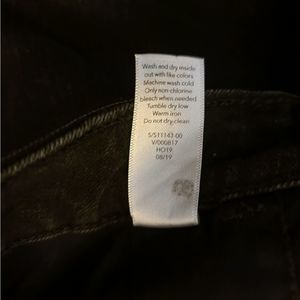 Wash and dry inside
out with like colors
Machine wash cold
Only non-chlorine
bleach when needed
Tumble dry low
Warm iron
Do not dry clean
S/S11143-00
V/000817
HO19
08/19